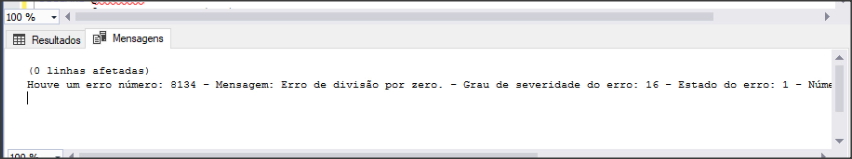 100 %
Resultados Mensagens
(0 linhas afetadas)
Houve um erro número: 8134 - Mensagem: Erro de divisão por zero. - Grau de severidade do erro: 16 - Estado do erro: 1 - Núme
100 %